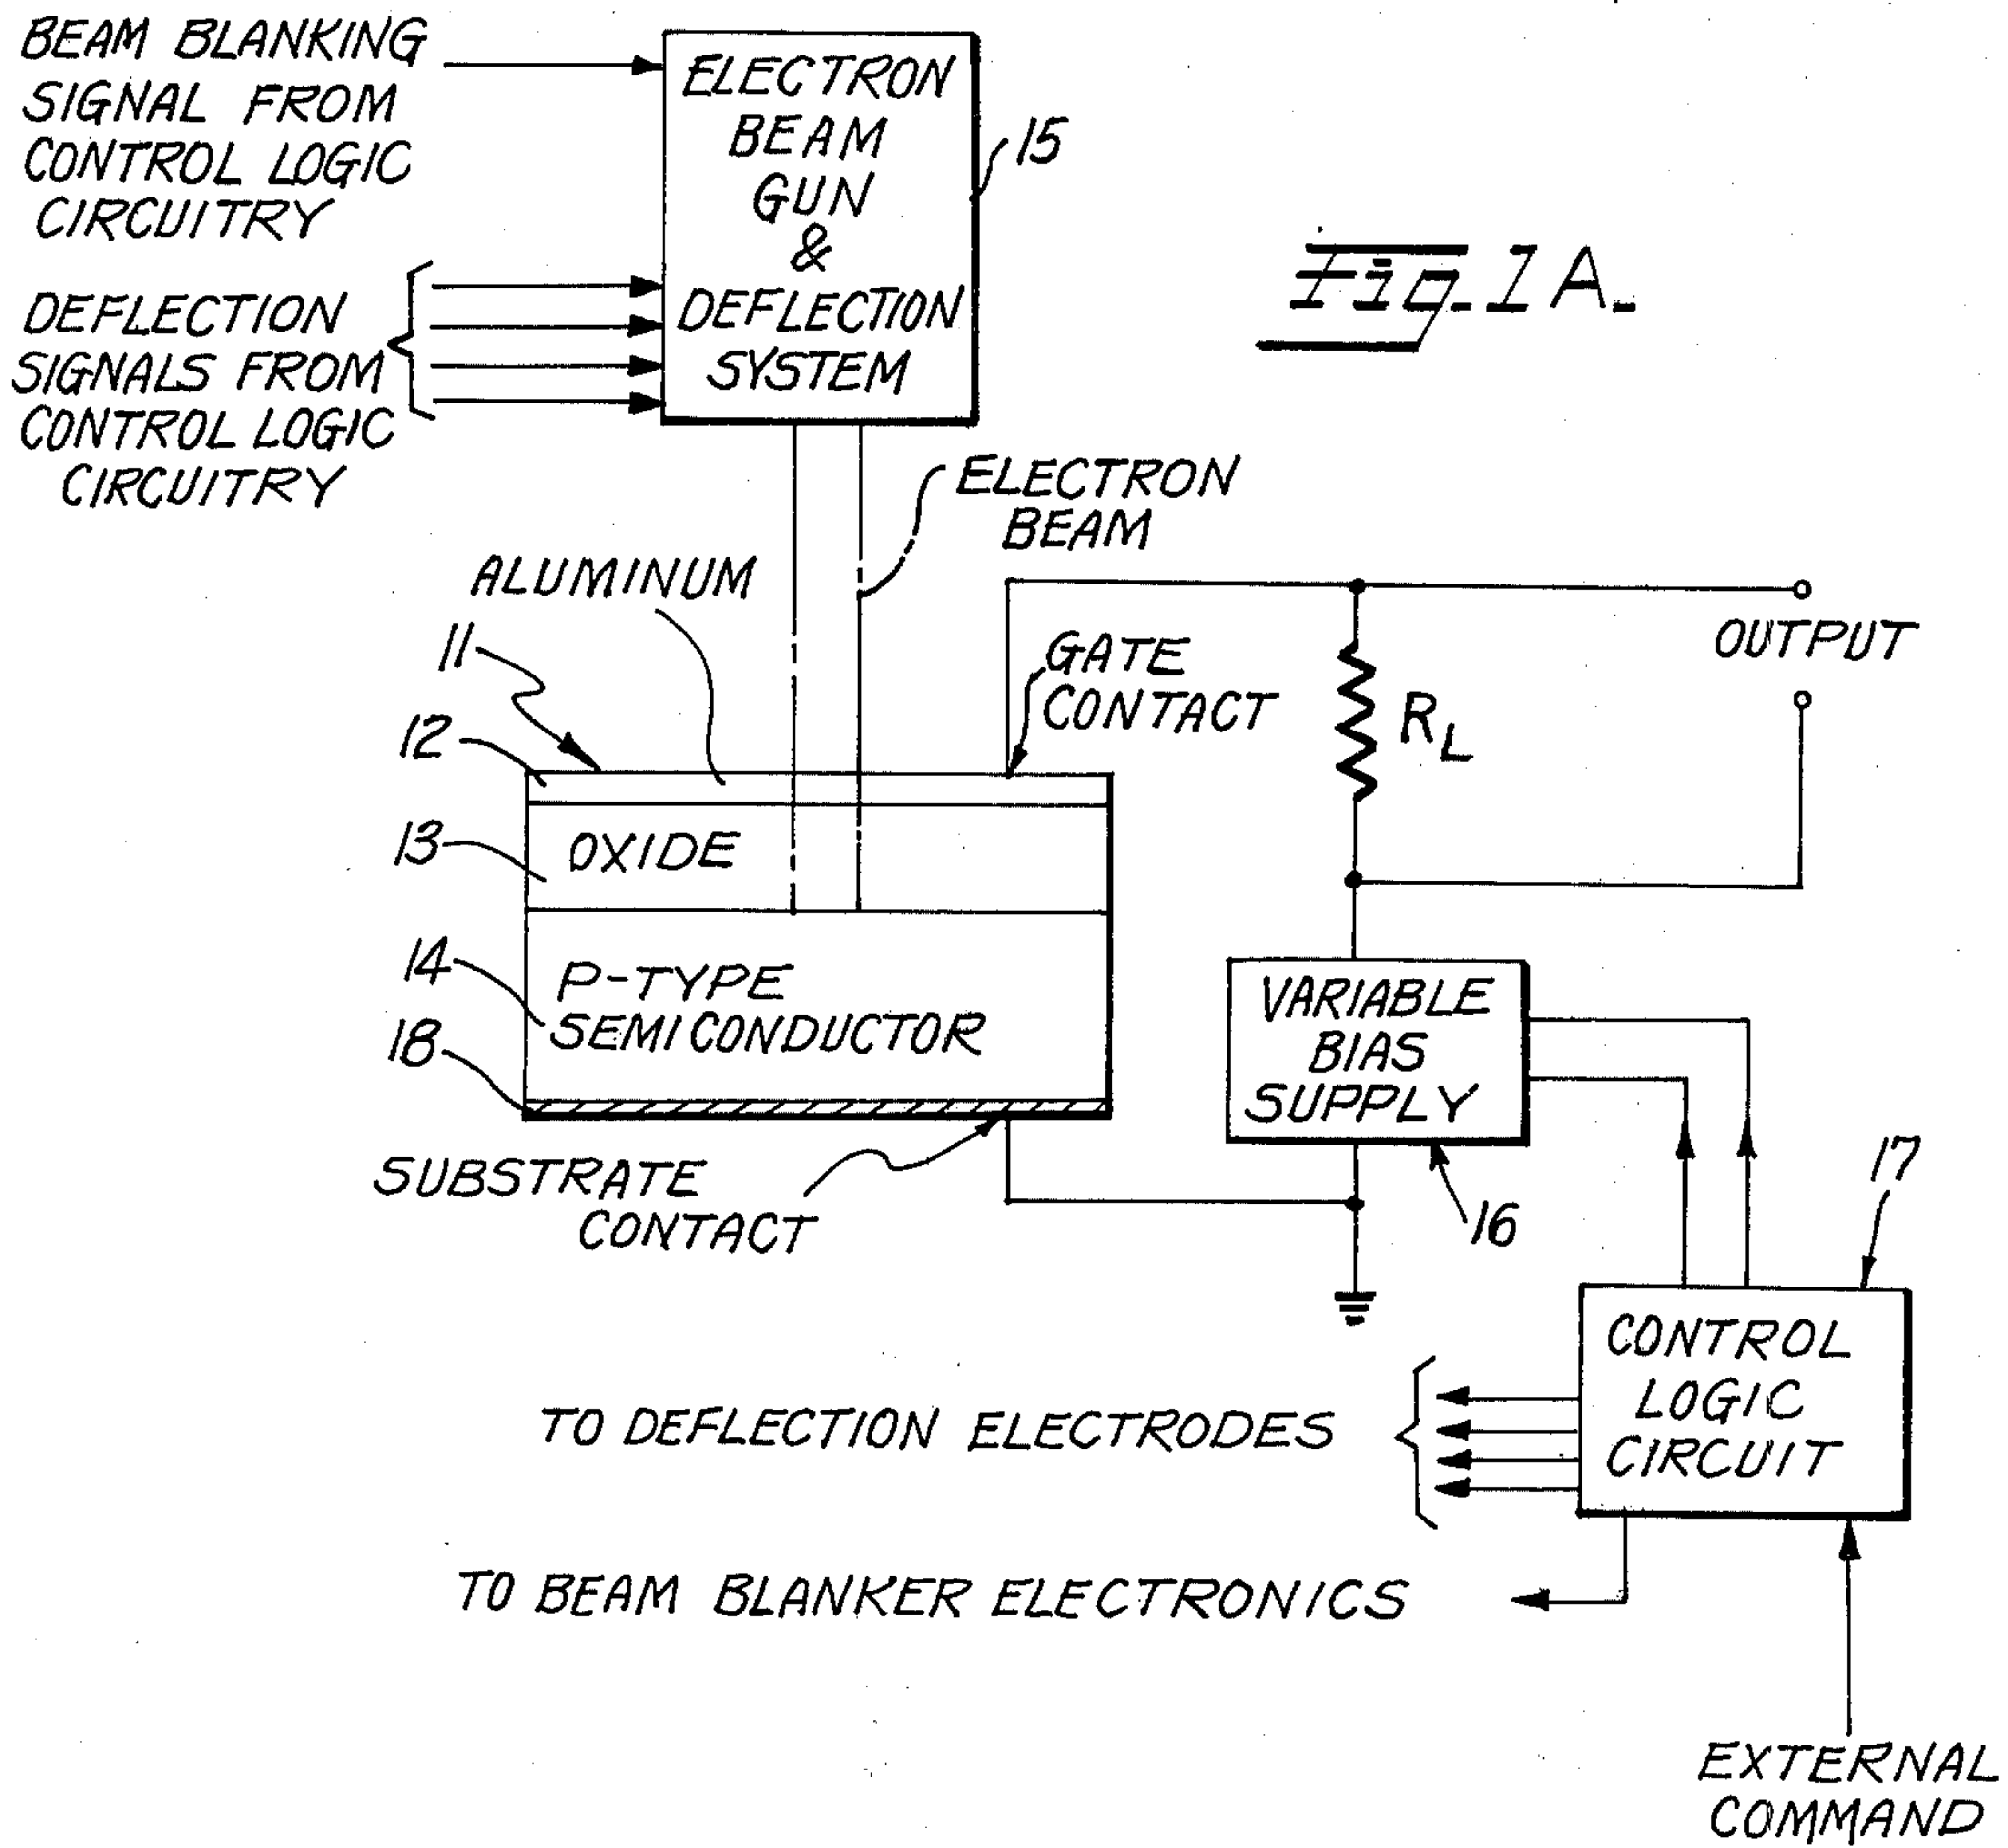 BEAM BLANKING
SIGNAL FROM
CONTROL LOGIC
CIRCUITRY
DEFLECTION
SIGNALS FROM
CONTROL LOGIC
CIRCUITRY
ELECTRON
BEAM
GUN
&
DEFLECTION
SYSTEM
15
Fig. 1A.
ELECTRON
BEAM
ALUMINUM
11
12
13
OXIDE
14
P-TYPE
SEMICONDUCTOR
18
SUBSTRATE
CONTACT
GATE
CONTACT
RL
OUTPUT
VARIABLE
BIAS
SUPPLY
16
17
CONTROL
LOGIC
CIRCUIT
TO DEFLECTION ELECTRODES
TO BEAM BLANKER ELECTRONICS
EXTERNAL
COMMAND